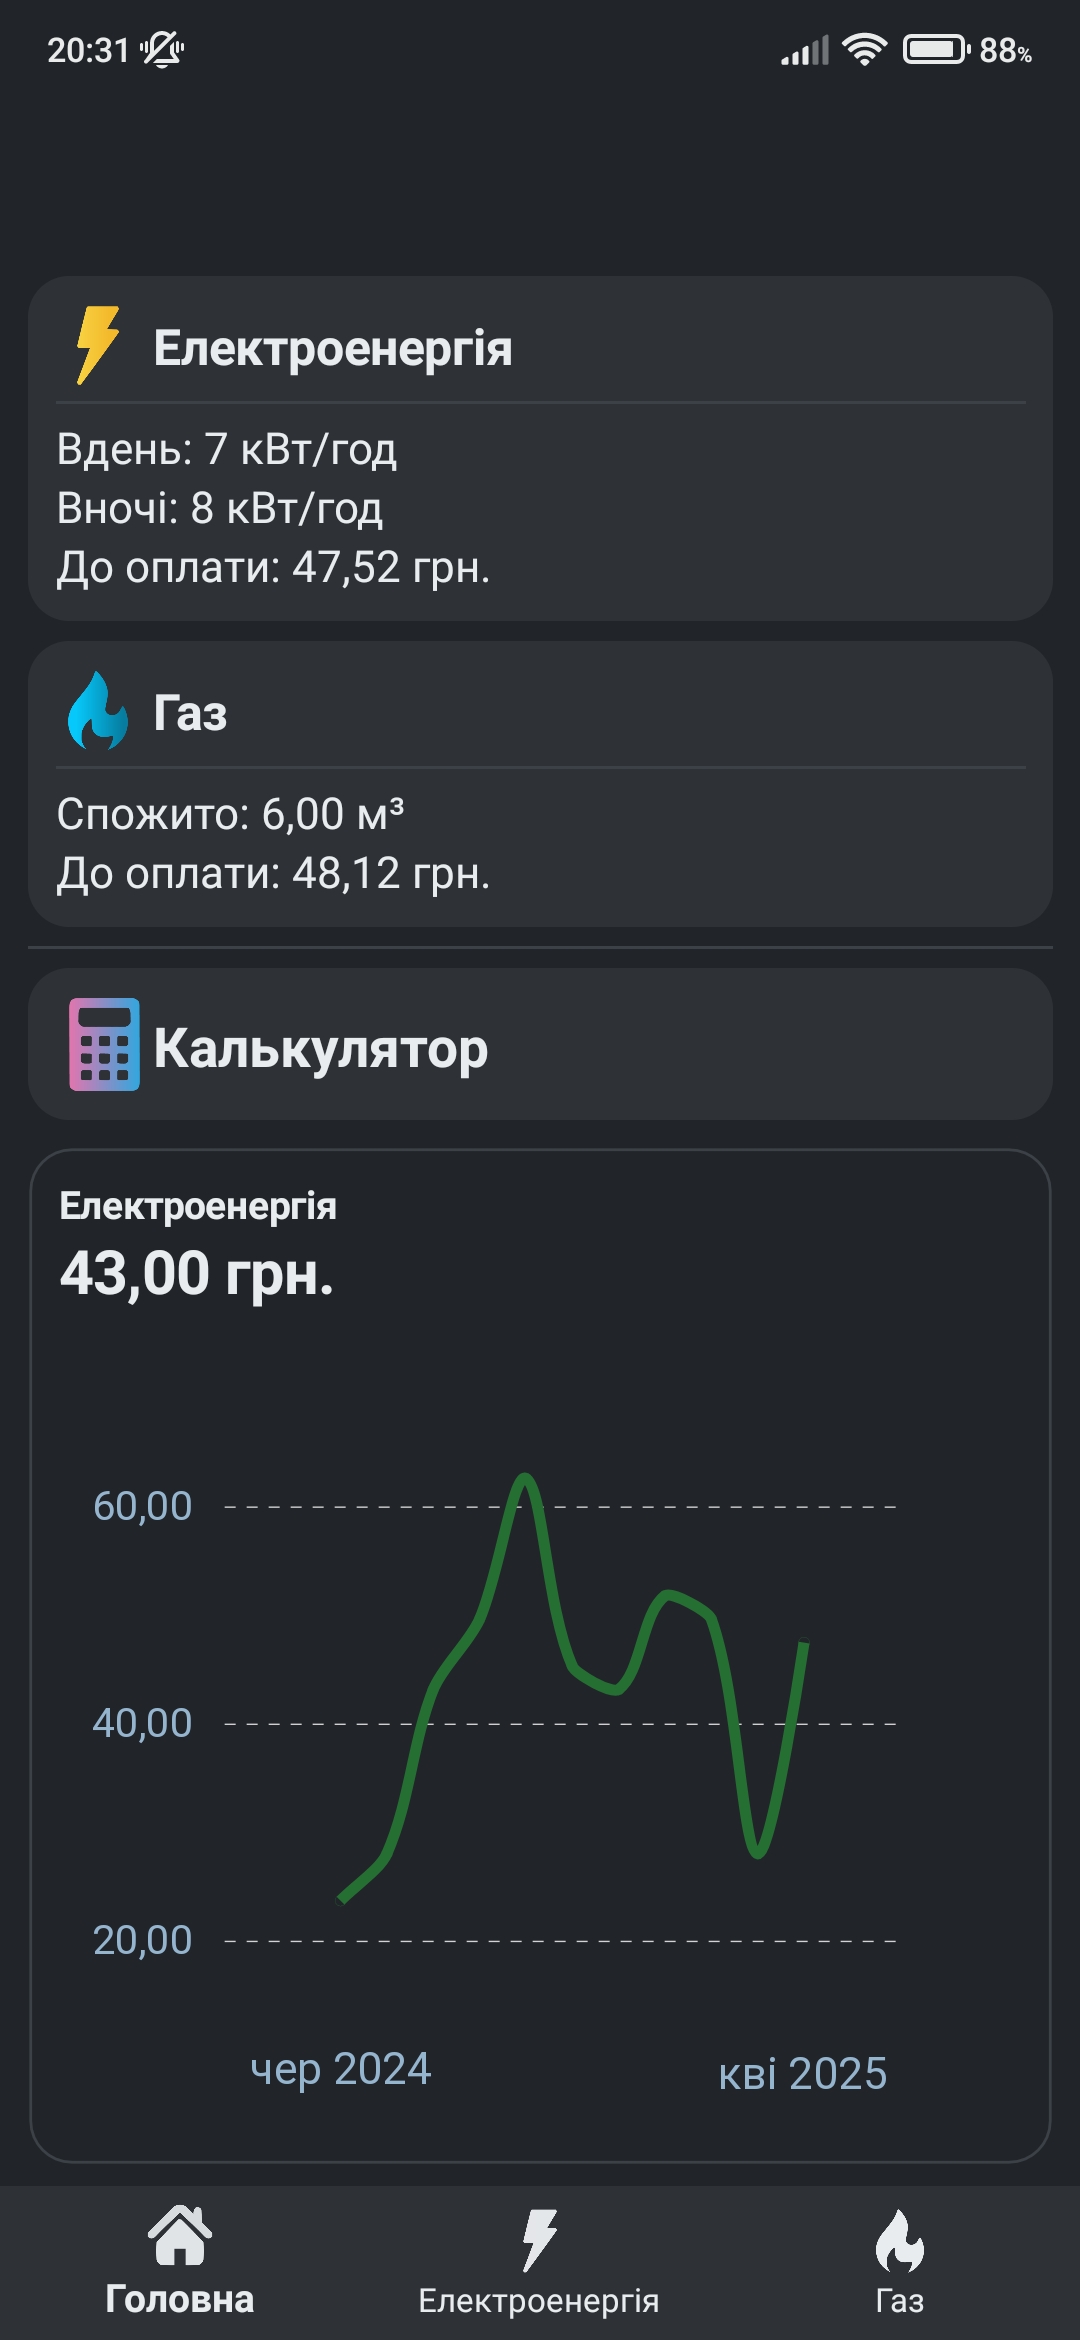 20:31 88%
Електроенергія
Вдень: 7 кВт/год
Вночі: 8 кВт/год
До оплати: 47,52 грн.
Газ
Спожито: 6,00 м³
До оплати: 48,12 грн.
Калькулятор
Електроенергія
43,00 грн.
60,00
40,00
20,00
чер 2024 кві 2025
Головна Електроенергія Газ